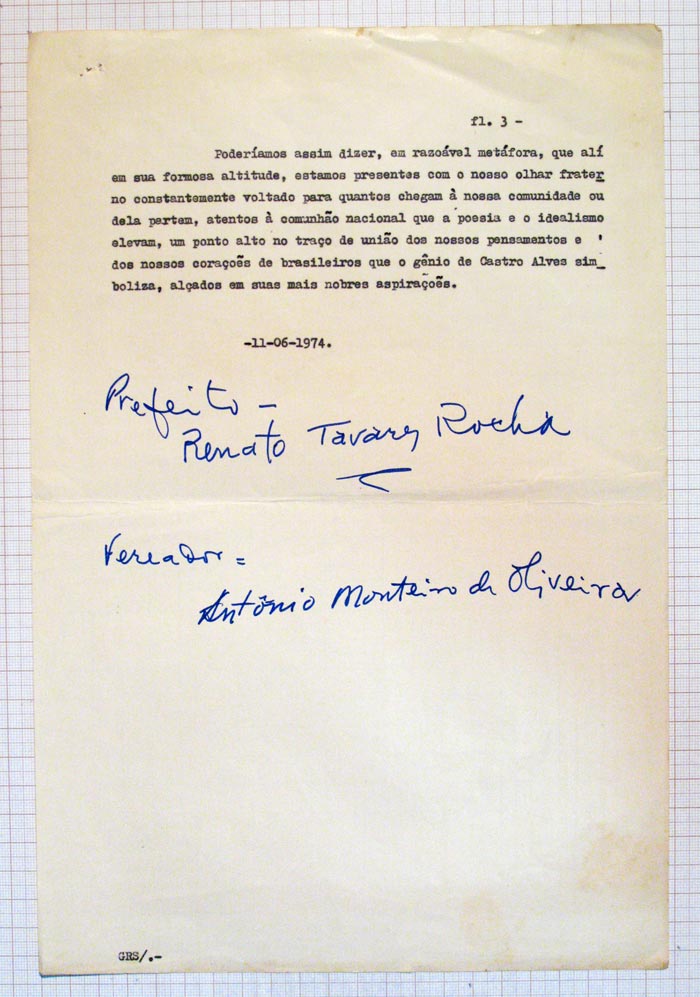 fl. 3 -
Poderíamos assim dizer, em razoável metáfora, que alí
em sua formosa altitude, estamos presentes com o nosso olhar frater
no constantemente voltado para quantos chegam à nossa comunidade ou
dela partem, atentos à comunhão nacional que a poesia e o idealismo
elevam, um ponto alto no traço de união dos nossos pensamentos e '
dos nossos corações de brasileiros que o gênio de Castro Alves sim_
boliza, alçados em suas mais nobres aspirações.
-11-06-1974.
Prefeito -
Renato Tavares Rocha
Vereador =
Antônio Monteiro de Oliveira
GRS/.-